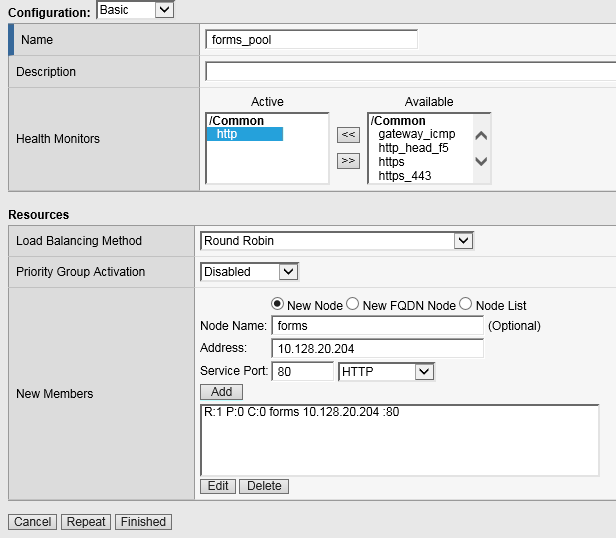 Configuration: Basic
Name forms_pool
Description
Active Available
Health Monitors
/Common
http
<<
>>
/Common
gateway_icmp
http_head_f5
https
https_443
Resources
Load Balancing Method Round Robin
Priority Group Activation Disabled
New Members
New Node New FQDN Node Node List
Node Name: forms (Optional)
Address: 10.128.20.204
Service Port: 80 HTTP
Add
R:1 P:0 C:0 forms 10.128.20.204 :80
Edit Delete
Cancel Repeat Finished